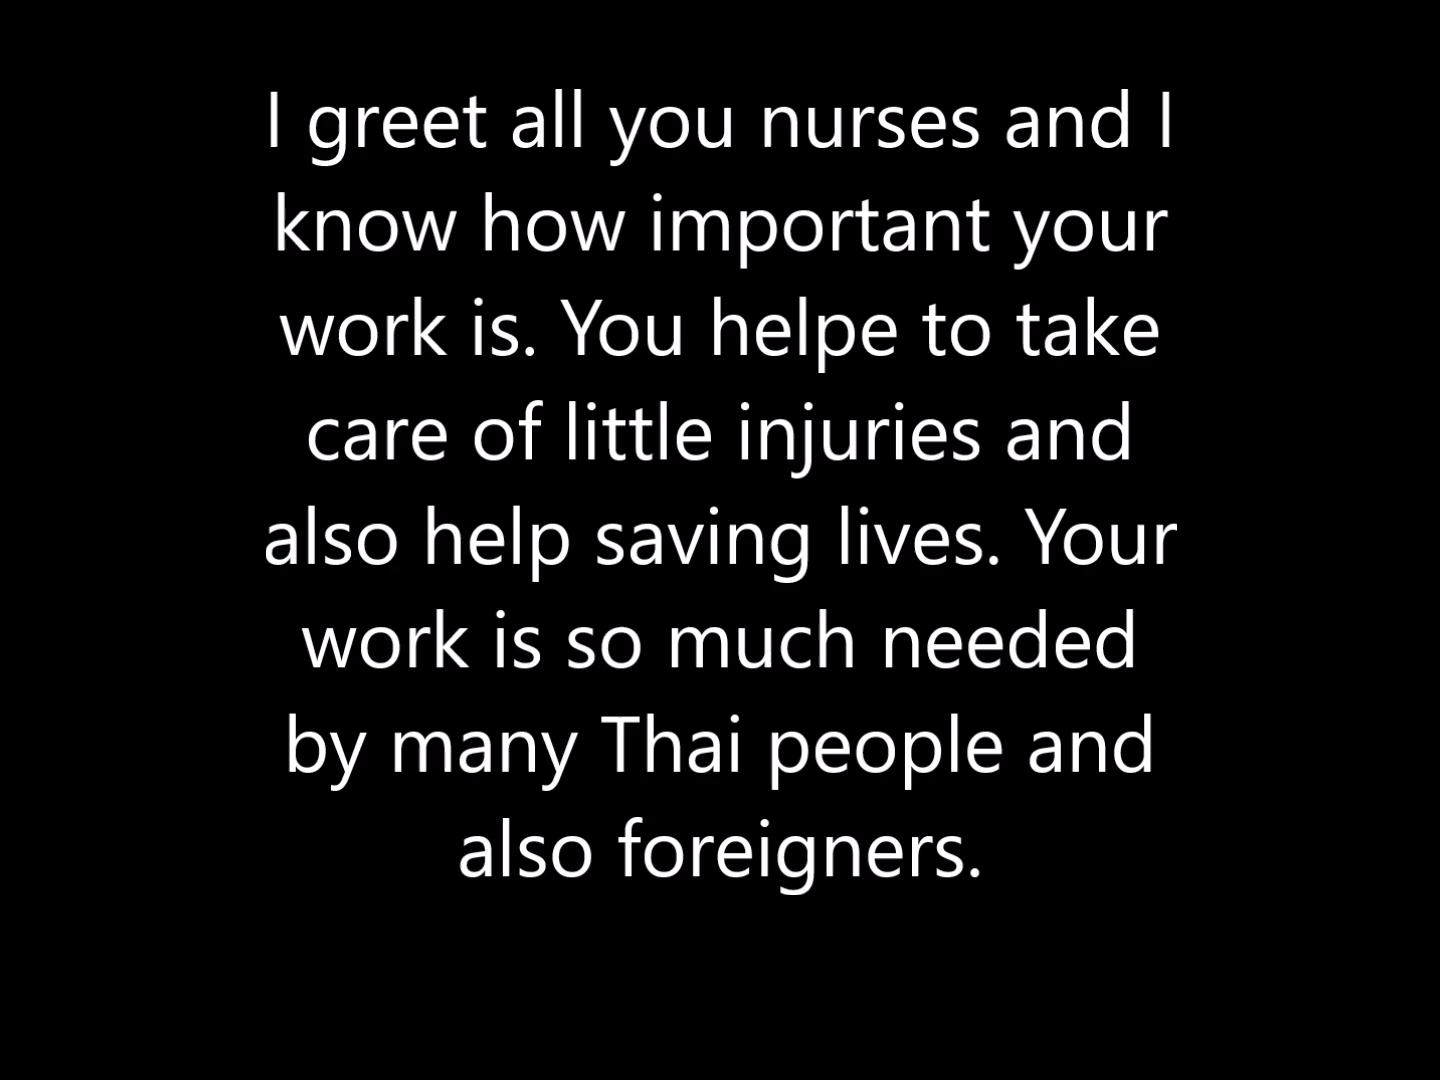 I greet all you nurses and I
know how important your
work is. You helpe to take
care of little injuries and
also help saving lives. Your
work is so much needed
by many Thai people and
also foreigners.